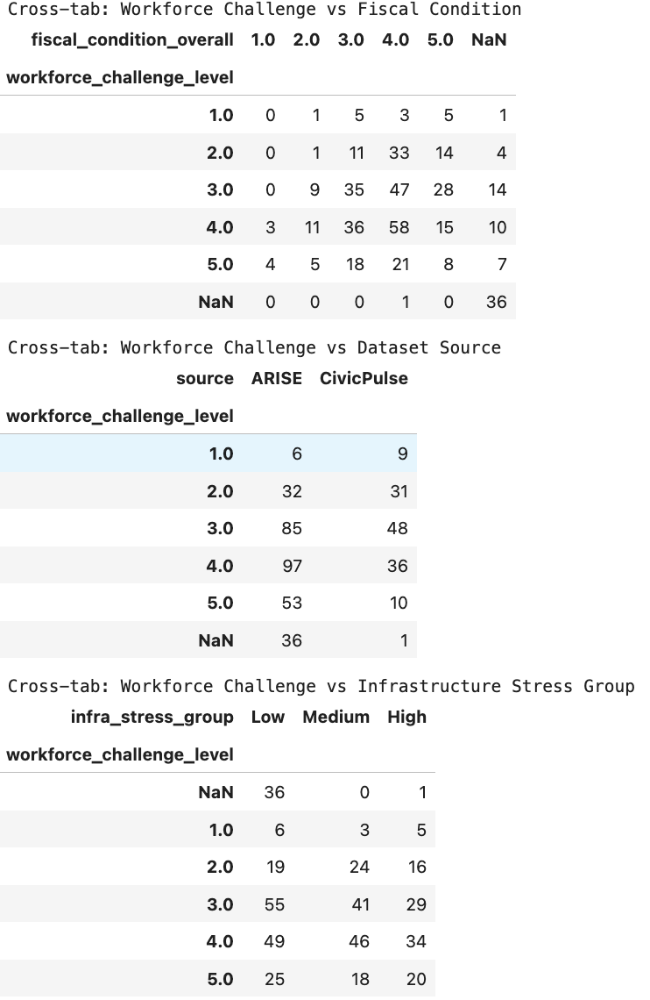 Cross-tab: Workforce Challenge vs Fiscal Condition
fiscal_condition_overall 1.0 2.0 3.0 4.0 5.0 NaN
workforce_challenge_level
1.0 0 1 5 3 5 1
2.0 0 1 11 33 14 4
3.0 0 9 35 47 28 14
4.0 3 11 36 58 15 10
5.0 4 5 18 21 8 7
NaN 0 0 0 1 0 36
Cross-tab: Workforce Challenge vs Dataset Source
source ARISE CivicPulse
workforce_challenge_level
1.0 6 9
2.0 32 31
3.0 85 48
4.0 97 36
5.0 53 10
NaN 36 1
Cross-tab: Workforce Challenge vs Infrastructure Stress Group
infra_stress_group Low Medium High
workforce_challenge_level
NaN 36 0 1
1.0 6 3 5
2.0 19 24 16
3.0 55 41 29
4.0 49 46 34
5.0 25 18 20